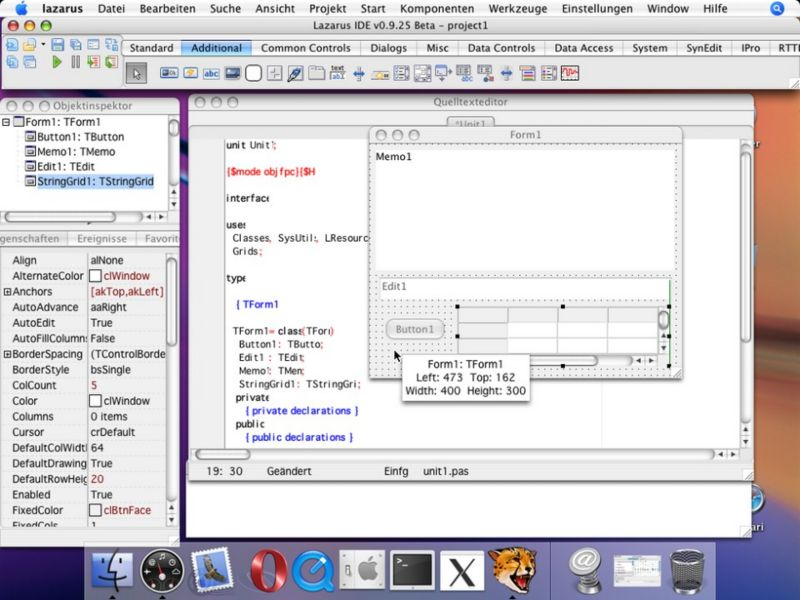 lazarus Datei Bearbeiten Suche Ansicht Projekt Start Komponenten Werkzeuge Einstellungen Window Hilfe
Lazarus IDE v0.9.25 Beta - project1
Standard Additional Common Controls Dialogs Misc Data Controls Data Access System SynEdit IPro RTTI
abc
Objektinspektor
Form1: TForm1
Button1: TButton
Memo1: TMemo
Edit1: TEdit
StringGrid1: TStringGrid
genschaften Ereignisse Favorit
Align alNone
AlternateColor clWindow
Anchors [akTop,akLeft]
AutoAdvance aaRight
AutoEdit True
AutoFillColumns False
BorderSpacing (TControlBorde
BorderStyle bsSingle
ColCount 5
Color clWindow
Columns 0 items
Cursor crDefault
DefaultColWidth 64
DefaultDrawing True
DefaultRowHeig 20
Enabled True
FixedColor clBtnFace
FixedCols 1
Quelltexteditor
*Unit1
unit Unit1;
{$mode objfpc}{$H
interface
uses
Classes, SysUtils, LResourc
Grids;
type
{ TForm1
TForm1= class(TForm)
Button1: TButto
Edit1 : TEdit
Memo1: TMem
StringGrid1: TStringGri;
private
{ private declarations }
public
{ public declarations }
19: 30 Geändert Einfg unit1.pas
Form1
Memo1
Edit1
Button1
Form1: TForm1
Left: 473 Top: 162
Width: 400 Height: 300